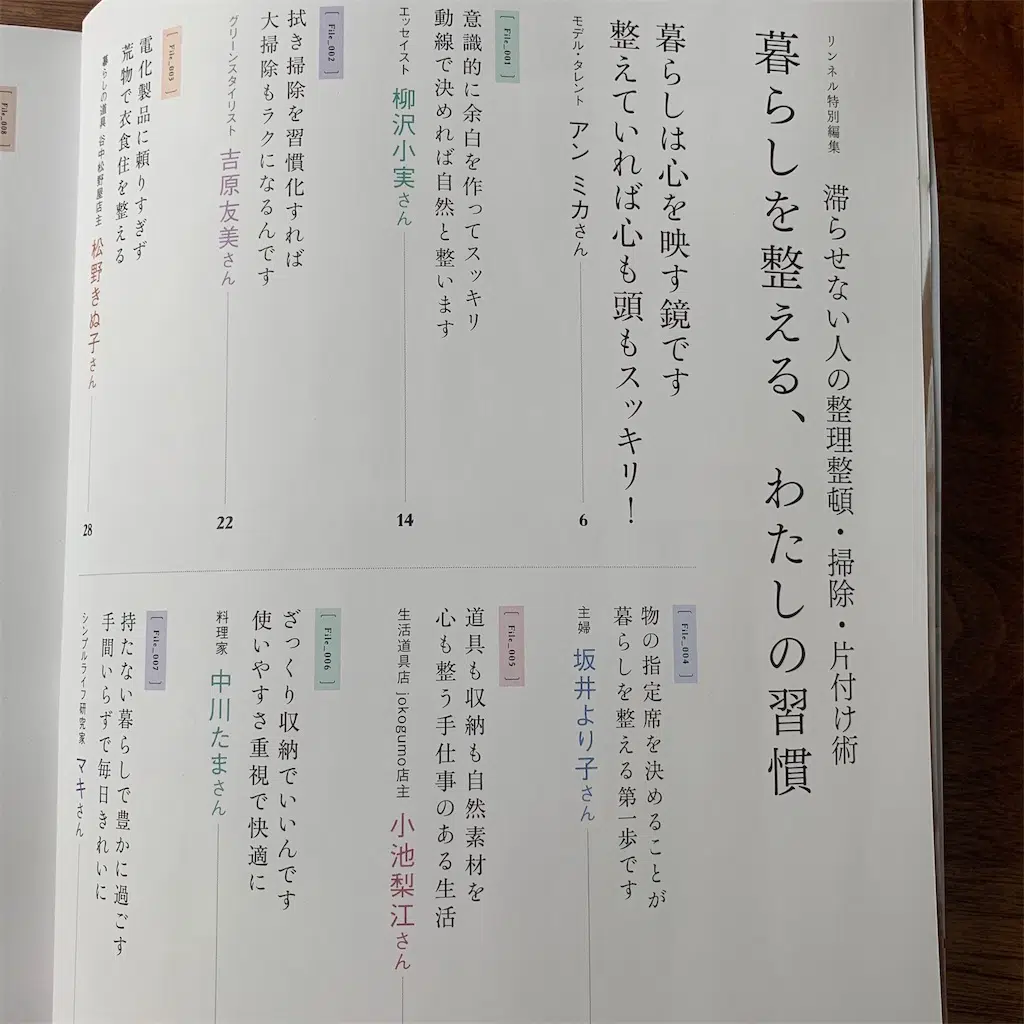 リンネル特別編集
滞らせない人の整理整頓・掃除・片付け術
暮らしを整える、わたしの習慣
暮らしは心を映す鏡です
整えていれば心も頭もスッキリ！
モデル・タレント アン ミカさん
6
[File_001]
意識的に余白を作ってスッキリ
動線で決めれば自然と整います
エッセイスト 柳沢小実さん
14
[File_002]
拭き掃除を習慣化すれば
大掃除もラクになるんです
グリーンスタイリスト 吉原友美さん
22
[File_003]
電化製品に頼りすぎず
荒物で衣食住を整える
暮らしの道具 谷中松野屋店主 松野きぬ子さん
28
[File_004]
物の指定席を決めることが
暮らしを整える第一歩です
主婦 坂井より子さん
[File_005]
道具も収納も自然素材を
心も整う手仕事のある生活
生活道具店 jokogumo店主 小池梨江さん
[File_006]
ざっくり収納でいいんです
使いやすさ重視で快適に
料理家 中川たまさん
[File_007]
持たない暮らしで豊かに過ごす
手間いらずで毎日きれいに
シンプルライフ研究家 マキさん
[File_008]